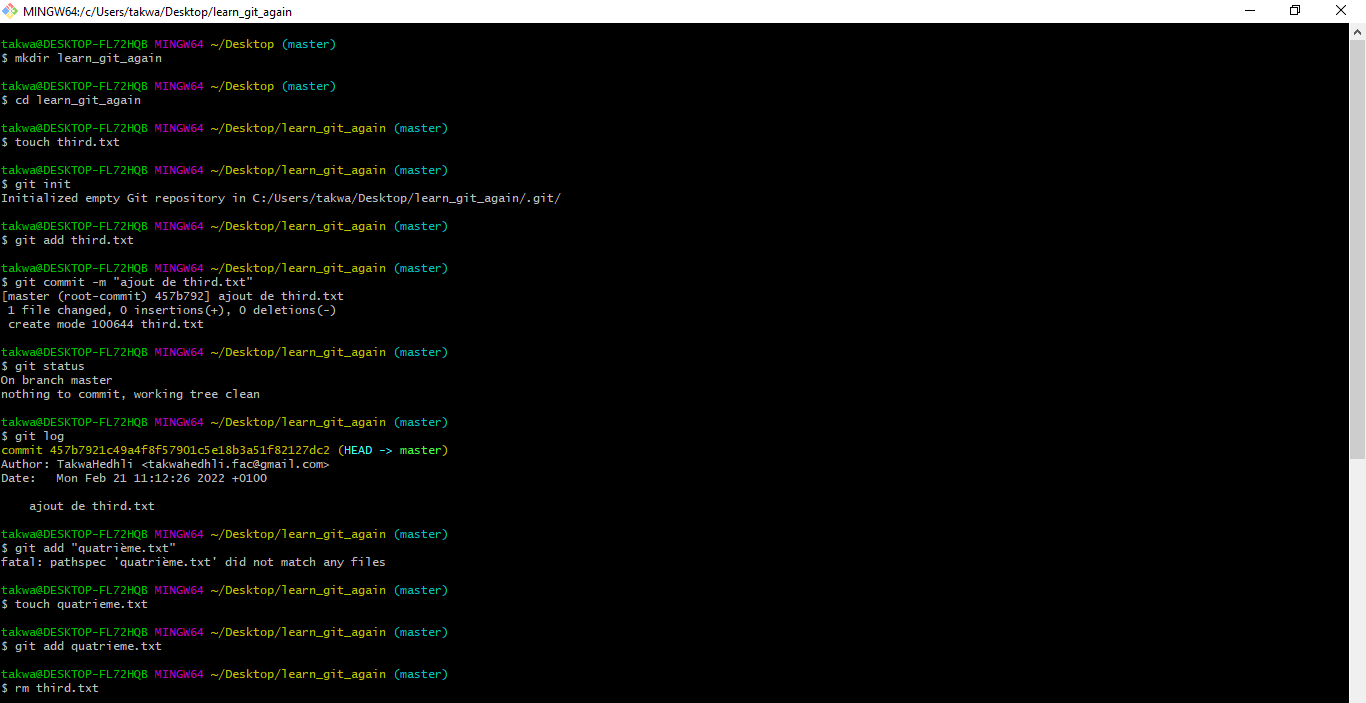 MINGW64:/c/Users/takwa/Desktop/learn_git_again
takwa@DESKTOP-FL72HQB MINGW64 ~/Desktop (master)
$ mkdir learn_git_again
takwa@DESKTOP-FL72HQB MINGW64 ~/Desktop (master)
$ cd learn_git_again
takwa@DESKTOP-FL72HQB MINGW64 ~/Desktop/learn_git_again (master)
$ touch third.txt
takwa@DESKTOP-FL72HQB MINGW64 ~/Desktop/learn_git_again (master)
$ git init
Initialized empty Git repository in C:/Users/takwa/Desktop/learn_git_again/.git/
takwa@DESKTOP-FL72HQB MINGW64 ~/Desktop/learn_git_again (master)
$ git add third.txt
takwa@DESKTOP-FL72HQB MINGW64 ~/Desktop/learn_git_again (master)
$ git commit -m "ajout de third.txt"
[master (root-commit) 457b792] ajout de third.txt
 1 file changed, 0 insertions(+), 0 deletions(-)
 create mode 100644 third.txt
takwa@DESKTOP-FL72HQB MINGW64 ~/Desktop/learn_git_again (master)
$ git status
On branch master
nothing to commit, working tree clean
takwa@DESKTOP-FL72HQB MINGW64 ~/Desktop/learn_git_again (master)
$ git log
commit 457b7921c49a4f8f57901c5e18b3a51f82127dc2 (HEAD -> master)
Author: TakwaHedhli <takwahedhli.fac@gmail.com>
Date:   Mon Feb 21 11:12:26 2022 +0100
    ajout de third.txt
takwa@DESKTOP-FL72HQB MINGW64 ~/Desktop/learn_git_again (master)
$ git add "quatrième.txt"
fatal: pathspec 'quatrième.txt' did not match any files
takwa@DESKTOP-FL72HQB MINGW64 ~/Desktop/learn_git_again (master)
$ touch quatrieme.txt
takwa@DESKTOP-FL72HQB MINGW64 ~/Desktop/learn_git_again (master)
$ git add quatrieme.txt
takwa@DESKTOP-FL72HQB MINGW64 ~/Desktop/learn_git_again (master)
$ rm third.txt